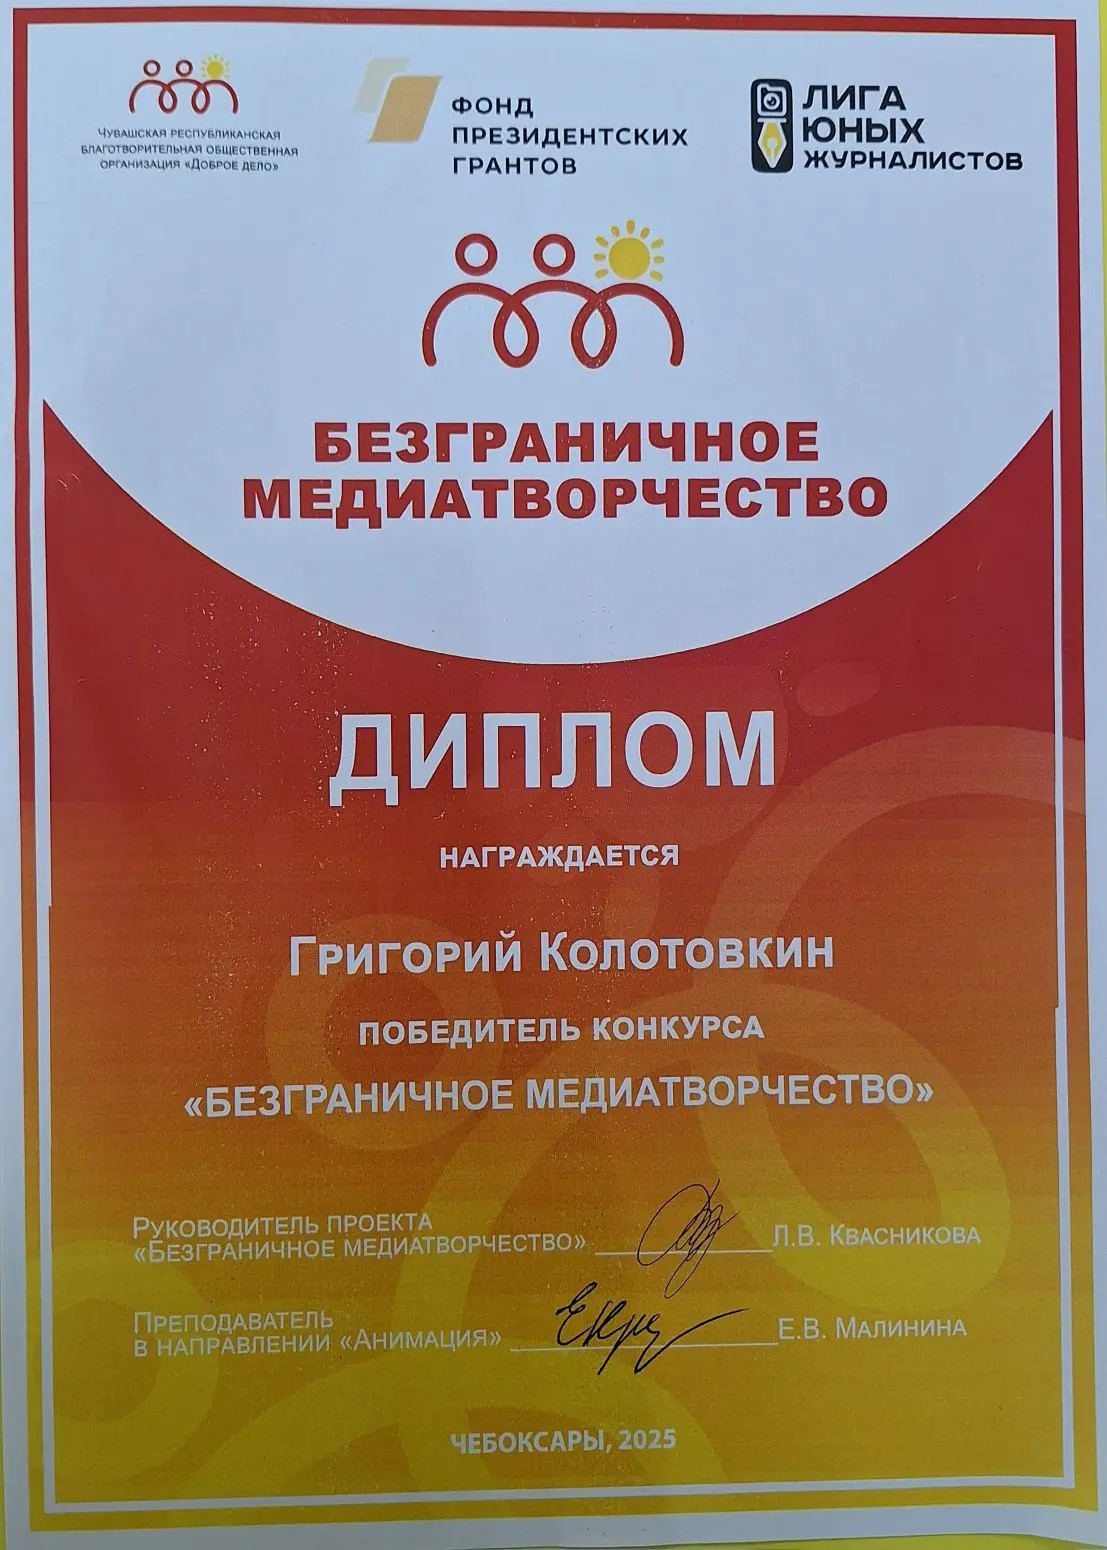 ЧУВАШСКАЯ РЕСПУБЛИКАНСКАЯ
БЛАГОТВОРИТЕЛЬНАЯ ОБЩЕСТВЕННАЯ
ОРГАНИЗАЦИЯ «ДОБРОЕ ДЕЛО»
ФОНД
ПРЕЗИДЕНТСКИХ
ГРАНТОВ
ЛИГА
ЮНЫХ
ЖУРНАЛИСТОВ
БЕЗГРАНИЧНОЕ
МЕДИАТВОРЧЕСТВО
ДИПЛОМ
НАГРАЖДАЕТСЯ
ГРИГОРИЙ КОЛОТОВКИН
ПОБЕДИТЕЛЬ КОНКУРСА
«БЕЗГРАНИЧНОЕ МЕДИАТВОРЧЕСТВО»
РУКОВОДИТЕЛЬ ПРОЕКТА
«БЕЗГРАНИЧНОЕ МЕДИАТВОРЧЕСТВО» Л.В. КВАСНИКОВА
ПРЕПОДАВАТЕЛЬ
В НАПРАВЛЕНИИ «АНИМАЦИЯ» Е.В. МАЛИНИНА
ЧЕБОКСАРЫ, 2025